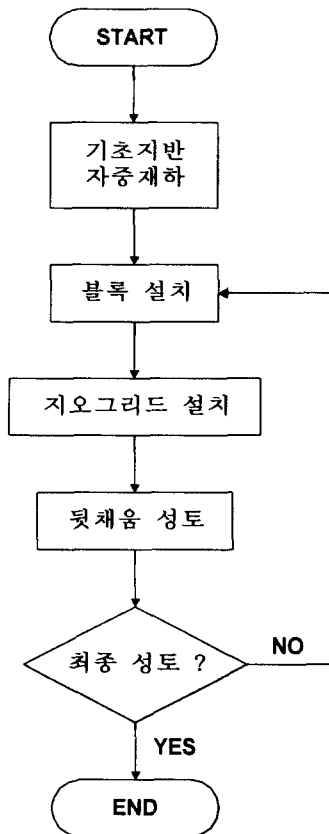 START
기초지반
자중재하
블록 설치
지오그리드 설치
뒷채움 성토
최종 성토 ?
NO
YES
END